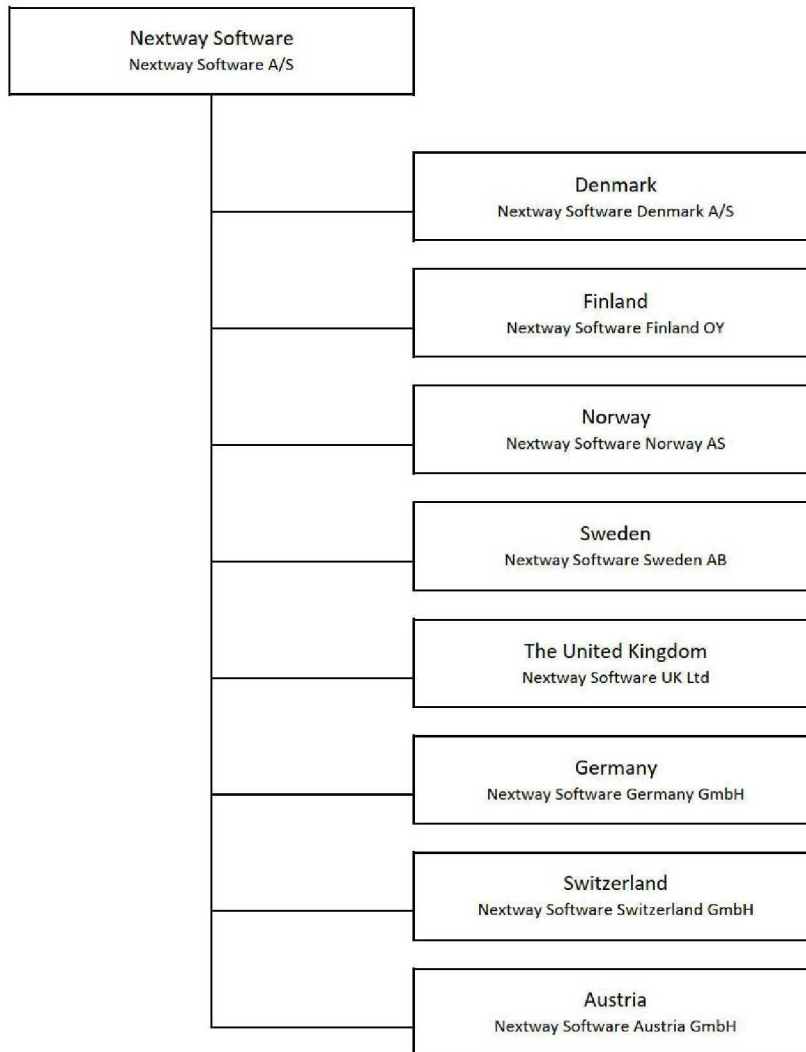 Nextway Software
Nextway Software A/S
Denmark
Nextway Software Denmark A/S
Finland
Nextway Software Finland OY
Norway
Nextway Software Norway AS
Sweden
Nextway Software Sweden AB
The United Kingdom
Nextway Software UK Ltd
Germany
Nextway Software Germany GmbH
Switzerland
Nextway Software Switzerland GmbH
Austria
Nextway Software Austria GmbH